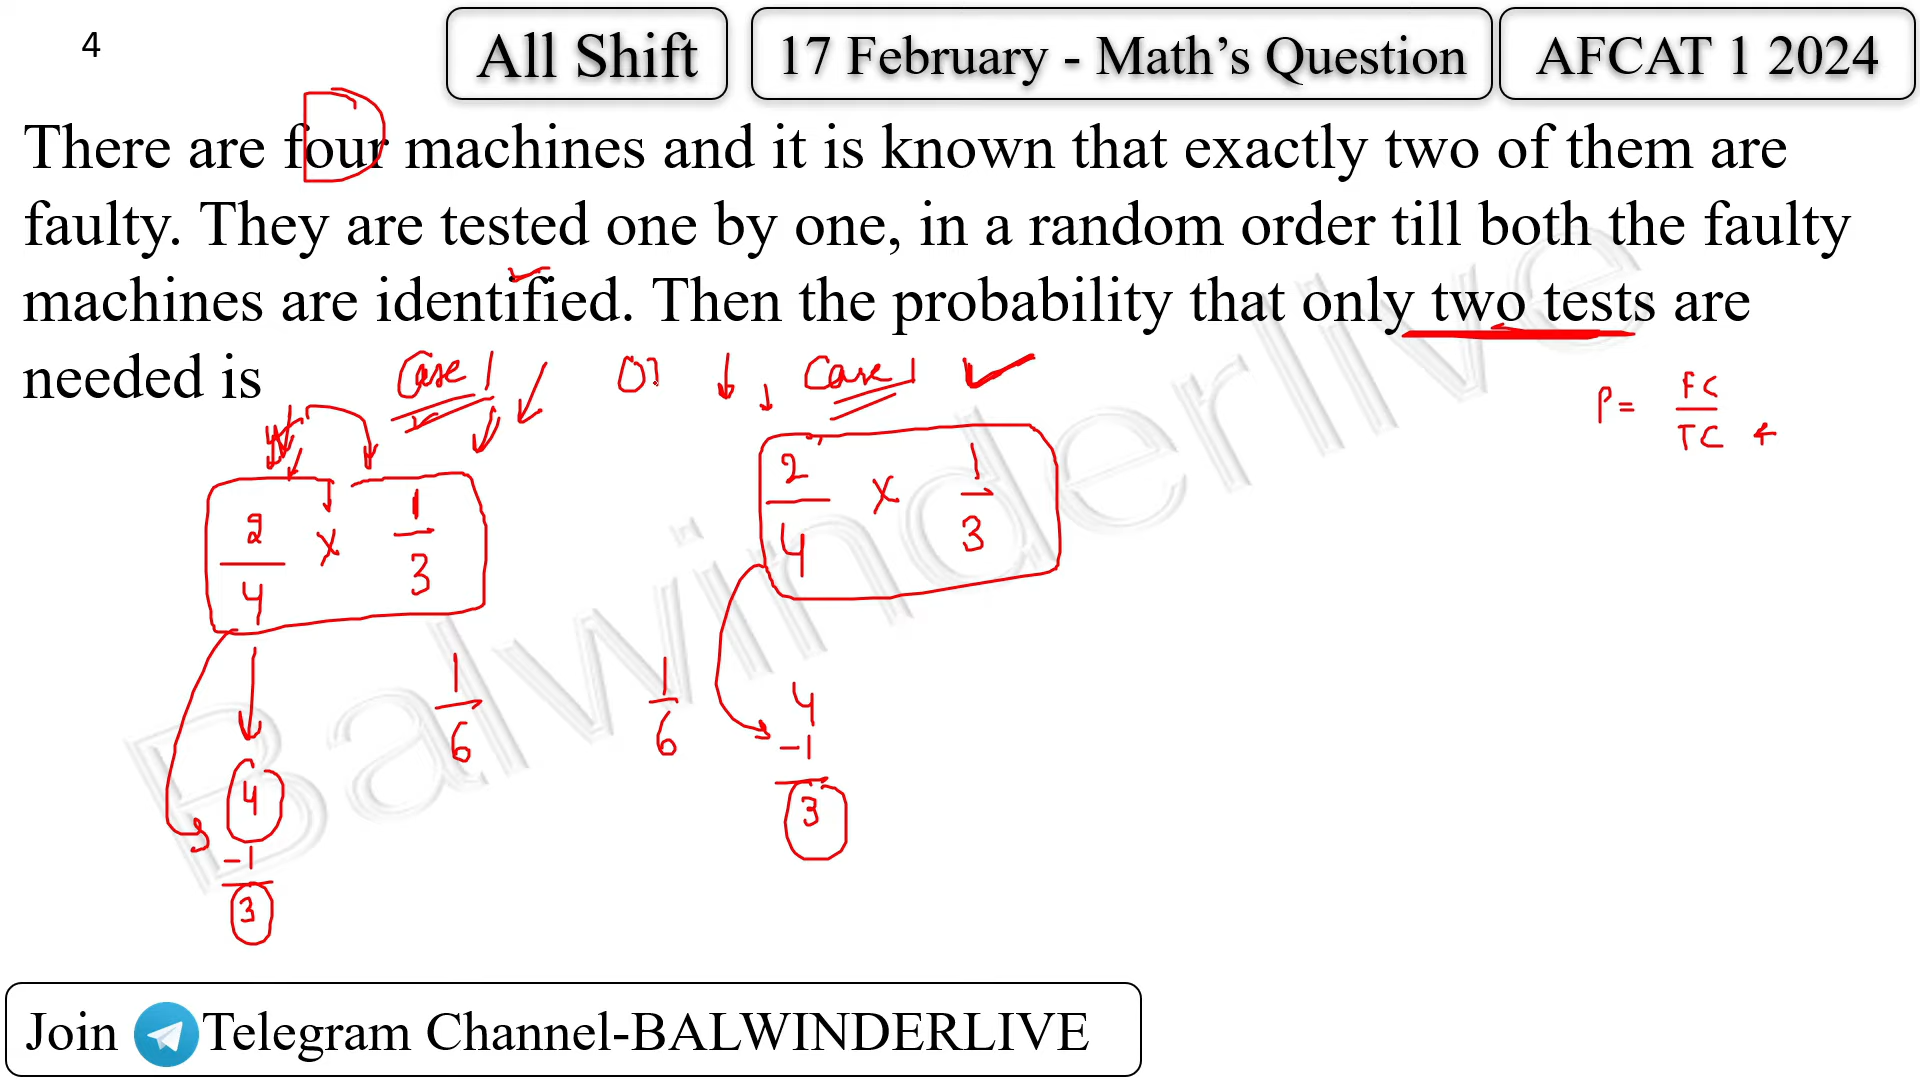 4
All Shift
17 February - Math’s Question
AFCAT 1 2024
There are four machines and it is known that exactly two of them are
faulty. They are tested one by one, in a random order till both the faulty
machines are identified. Then the probability that only two tests are
needed is
Case 1
or
Case 1
P = FC/TC
2/4 x 1/3
2/4 x 1/3
1/6
1/6
4
-1
3
4
-1
3
Balwinderlive
Join Telegram Channel-BALWINDERLIVE